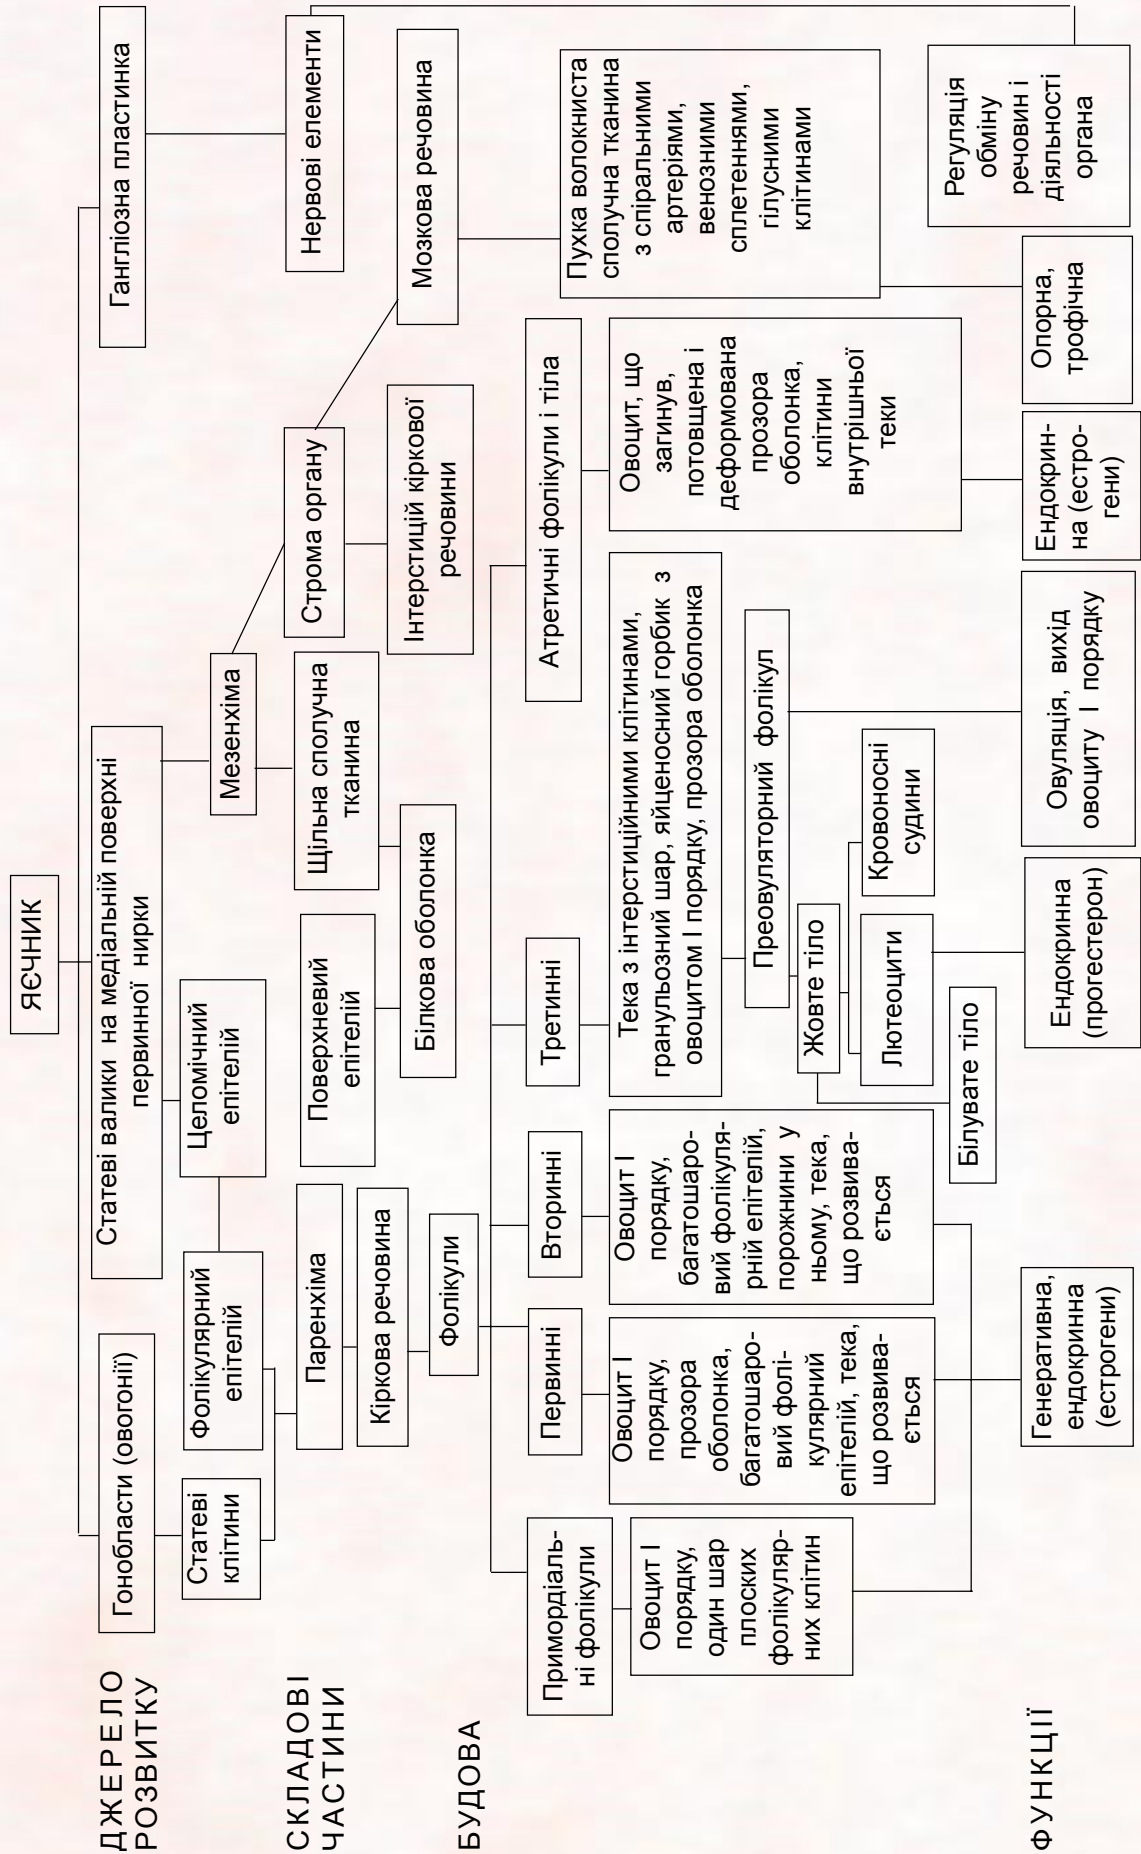 ЯЄЧНИК
ДЖЕРЕЛО
РОЗВИТКУ
Гонобласти (овогонії)
Статеві валики на медіальній поверхні
первинної нирки
Гангліозна пластинка
Статеві
клітини
Фолікулярний
епітелій
Целомічний
епітелій
Мезенхіма
СКЛАДОВІ
ЧАСТИНИ
Паренхіма
Поверхневий
епітелій
Щільна сполучна
тканина
Строма органу
Нервові елементи
Кіркова речовина
Білкова оболонка
Інтерстицій кіркової
речовини
Мозкова речовина
БУДОВА
Фолікули
Примордіаль-
ні фолікули
Первинні
Вторинні
Третинні
Атретичні фолікули і тіла
Овоцит І
порядку,
один шар
плоских
фолікуляр-
них клітин
Овоцит І
порядку,
прозора
оболонка,
багатошаро-
вий фолі-
кулярний
епітелій, тека,
що розвива-
ється
Овоцит І
порядку,
багатошаро-
вий фолікуля-
рній епітелій,
порожнини у
ньому, тека,
що розвива-
ється
Тека з інтерстиційними клітинами,
гранульозний шар, яйценосний горбик з
овоцитом І порядку, прозора оболонка
Овоцит, що
загинув,
потовщена і
деформована
прозора
оболонка,
клітини
внутрішньої
теки
Пухка волокниста
сполучна тканина
з спіральними
артеріями,
венозними
сплетеннями,
гілусними
клітинами
Преовуляторний фолікул
Жовте тіло
Лютеоцити
Кровоносні
судини
Білувате тіло
ФУНКЦІЇ
Генеративна,
ендокринна
(естрогени)
Ендокринна
(прогестерон)
Овуляція, вихід
овоциту І порядку
Ендокрин-
на (естро-
гени)
Опорна,
трофічна
Регуляція
обміну
речовин і
діяльності
органа